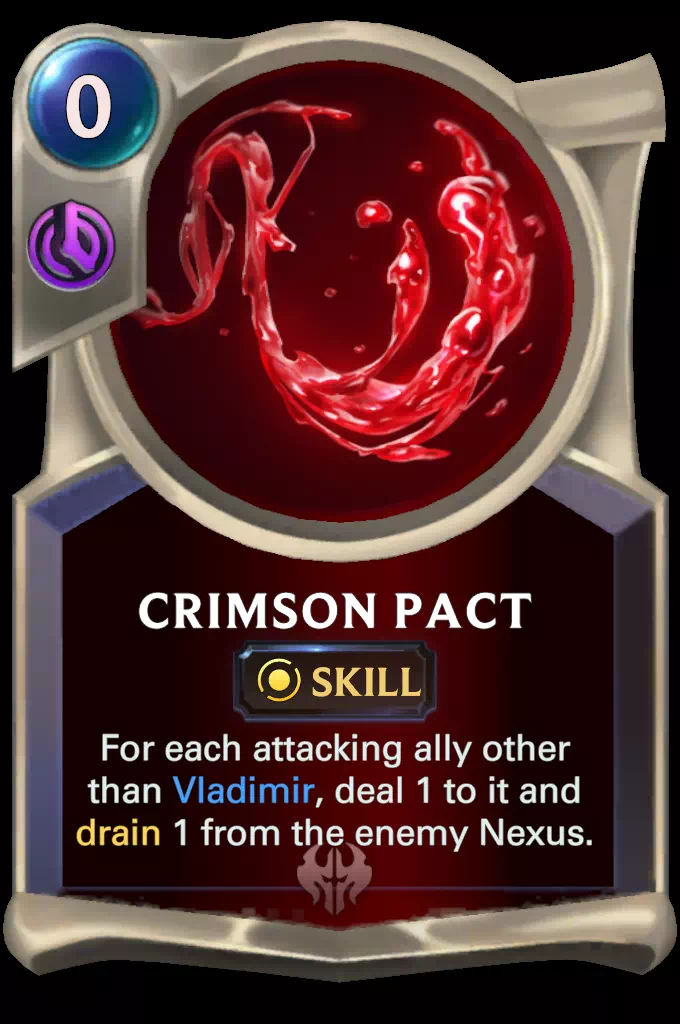 0
CRIMSON PACT
SKILL
For each attacking ally other
than Vladimir, deal 1 to it and
drain 1 from the enemy Nexus.